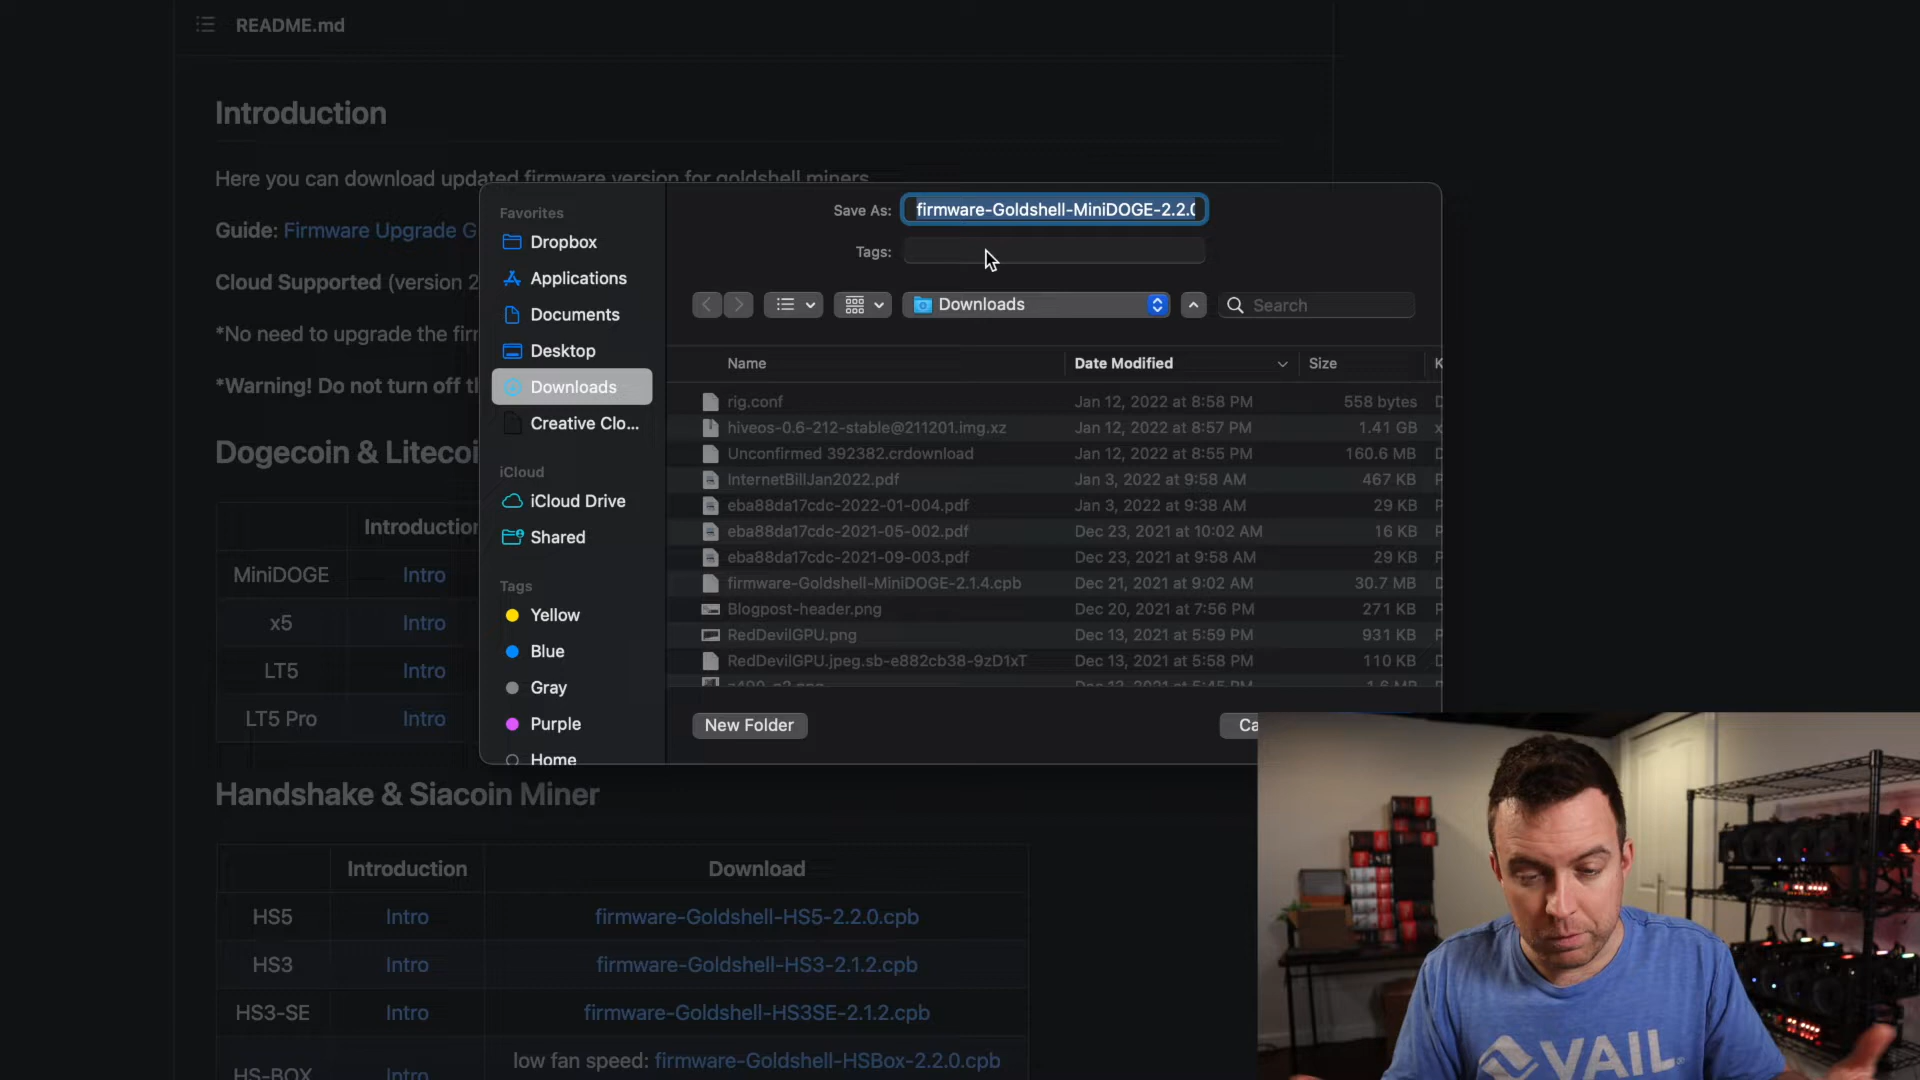 README.md
Introduction
Here you can download updated firmware version for goldshell miners
Guide: Firmware Upgrade G
Cloud Supported (version 2
*No need to upgrade the fir
*Warning! Do not turn off t
Dogecoin & Litecoi
Introduction
MiniDOGE Intro
x5 Intro
LT5 Intro
LT5 Pro Intro
Favorites
Dropbox
Applications
Documents
Desktop
Downloads
Creative Clo...
iCloud
iCloud Drive
Shared
Tags
Yellow
Blue
Gray
Purple
Home
Save As: firmware-Goldshell-MiniDOGE-2.2.0
Tags:
Downloads
Search
Name Date Modified Size K
rig.conf Jan 12, 2022 at 8:58 PM 558 bytes
hiveos-0.6-212-stable@211201.img.xz Jan 12, 2022 at 8:57 PM 1.41 GB x
Unconfirmed 392382.crdownload Jan 12, 2022 at 8:55 PM 160.6 MB
InternetBillJan2022.pdf Jan 3, 2022 at 9:58 AM 467 KB
eba88da17cdc-2022-01-004.pdf Jan 3, 2022 at 9:38 AM 29 KB
eba88da17cdc-2021-05-002.pdf Dec 23, 2021 at 10:02 AM 16 KB
eba88da17cdc-2021-09-003.pdf Dec 23, 2021 at 9:58 AM 29 KB
firmware-Goldshell-MiniDOGE-2.1.4.cpb Dec 21, 2021 at 9:02 AM 30.7 MB
Blogpost-header.png Dec 20, 2021 at 7:56 PM 271 KB
RedDevilGPU.png Dec 13, 2021 at 5:59 PM 931 KB
RedDevilGPU.jpeg.sb-e882cb38-9zD1xT Dec 13, 2021 at 5:58 PM 110 KB
Dec 13, 2021 at 5:45 PM 1.6 MB
New Folder
Ca
Handshake & Siacoin Miner
Introduction Download
HS5 Intro firmware-Goldshell-HS5-2.2.0.cpb
HS3 Intro firmware-Goldshell-HS3-2.1.2.cpb
HS3-SE Intro firmware-Goldshell-HS3SE-2.1.2.cpb
low fan speed: firmware-Goldshell-HSBox-2.2.0.cpb
HS-BOX Intro
VAIL